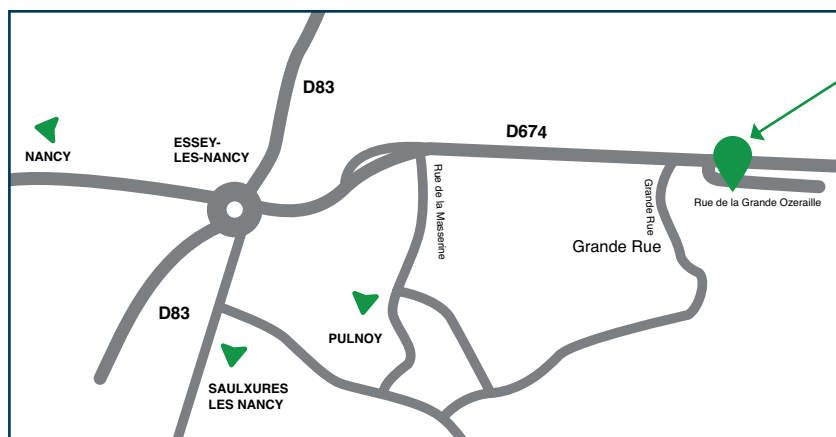 D83
D674
NANCY
ESSEY-
LES-NANCY
Rue de la Masserine
Grande Rue
Rue de la Grande Ozeraille
Grande Rue
D83
PULNOY
SAULXURES
LES NANCY